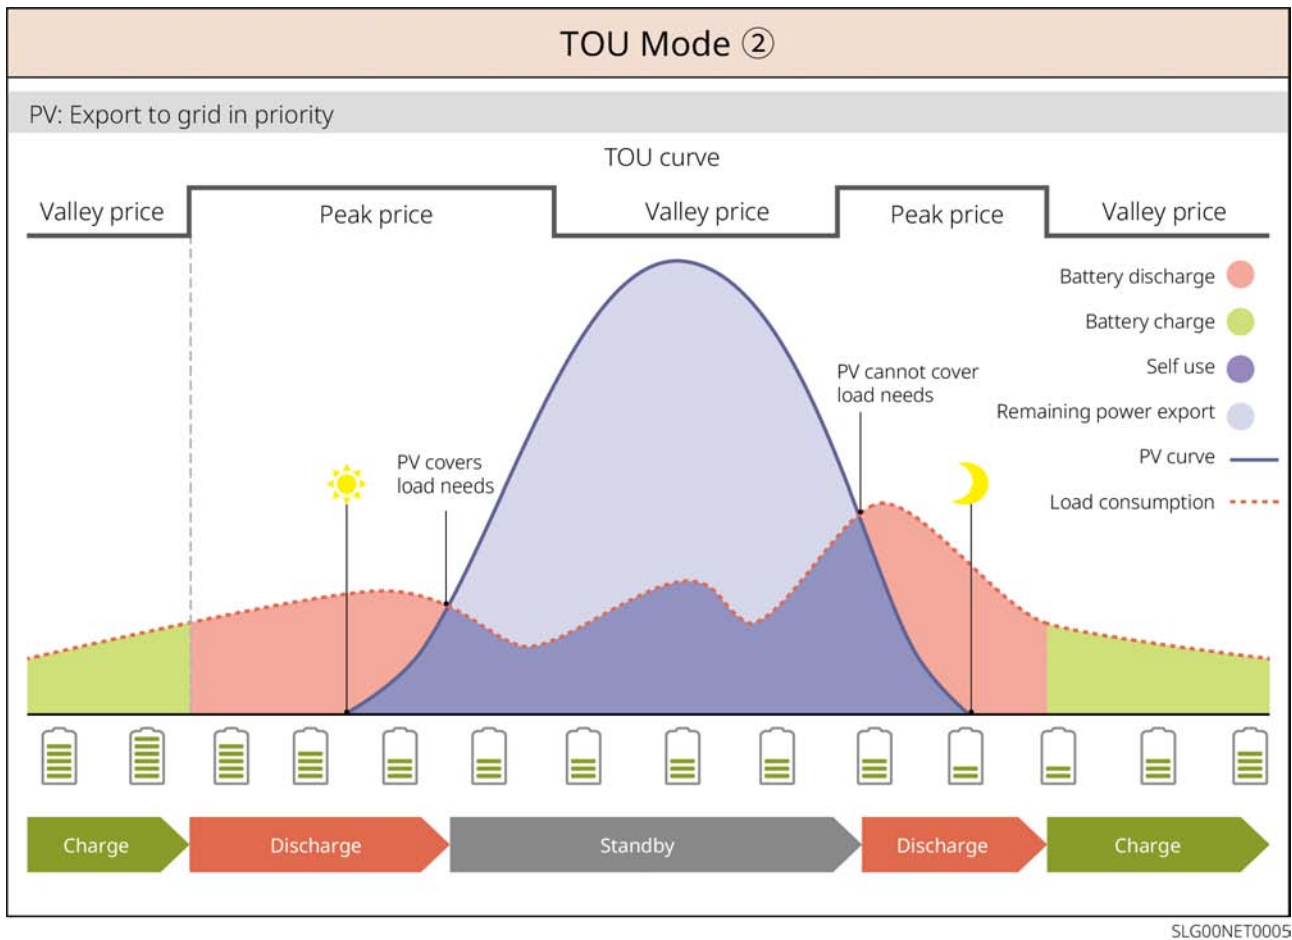 TOU Mode ②
PV: Export to grid in priority
TOU curve
Valley price
Peak price
Valley price
Peak price
Valley price
Battery discharge
Battery charge
Self use
Remaining power export
PV curve
Load consumption
PV cannot cover
load needs
PV covers
load needs
Charge
Discharge
Standby
Discharge
Charge
SLG00NET0005